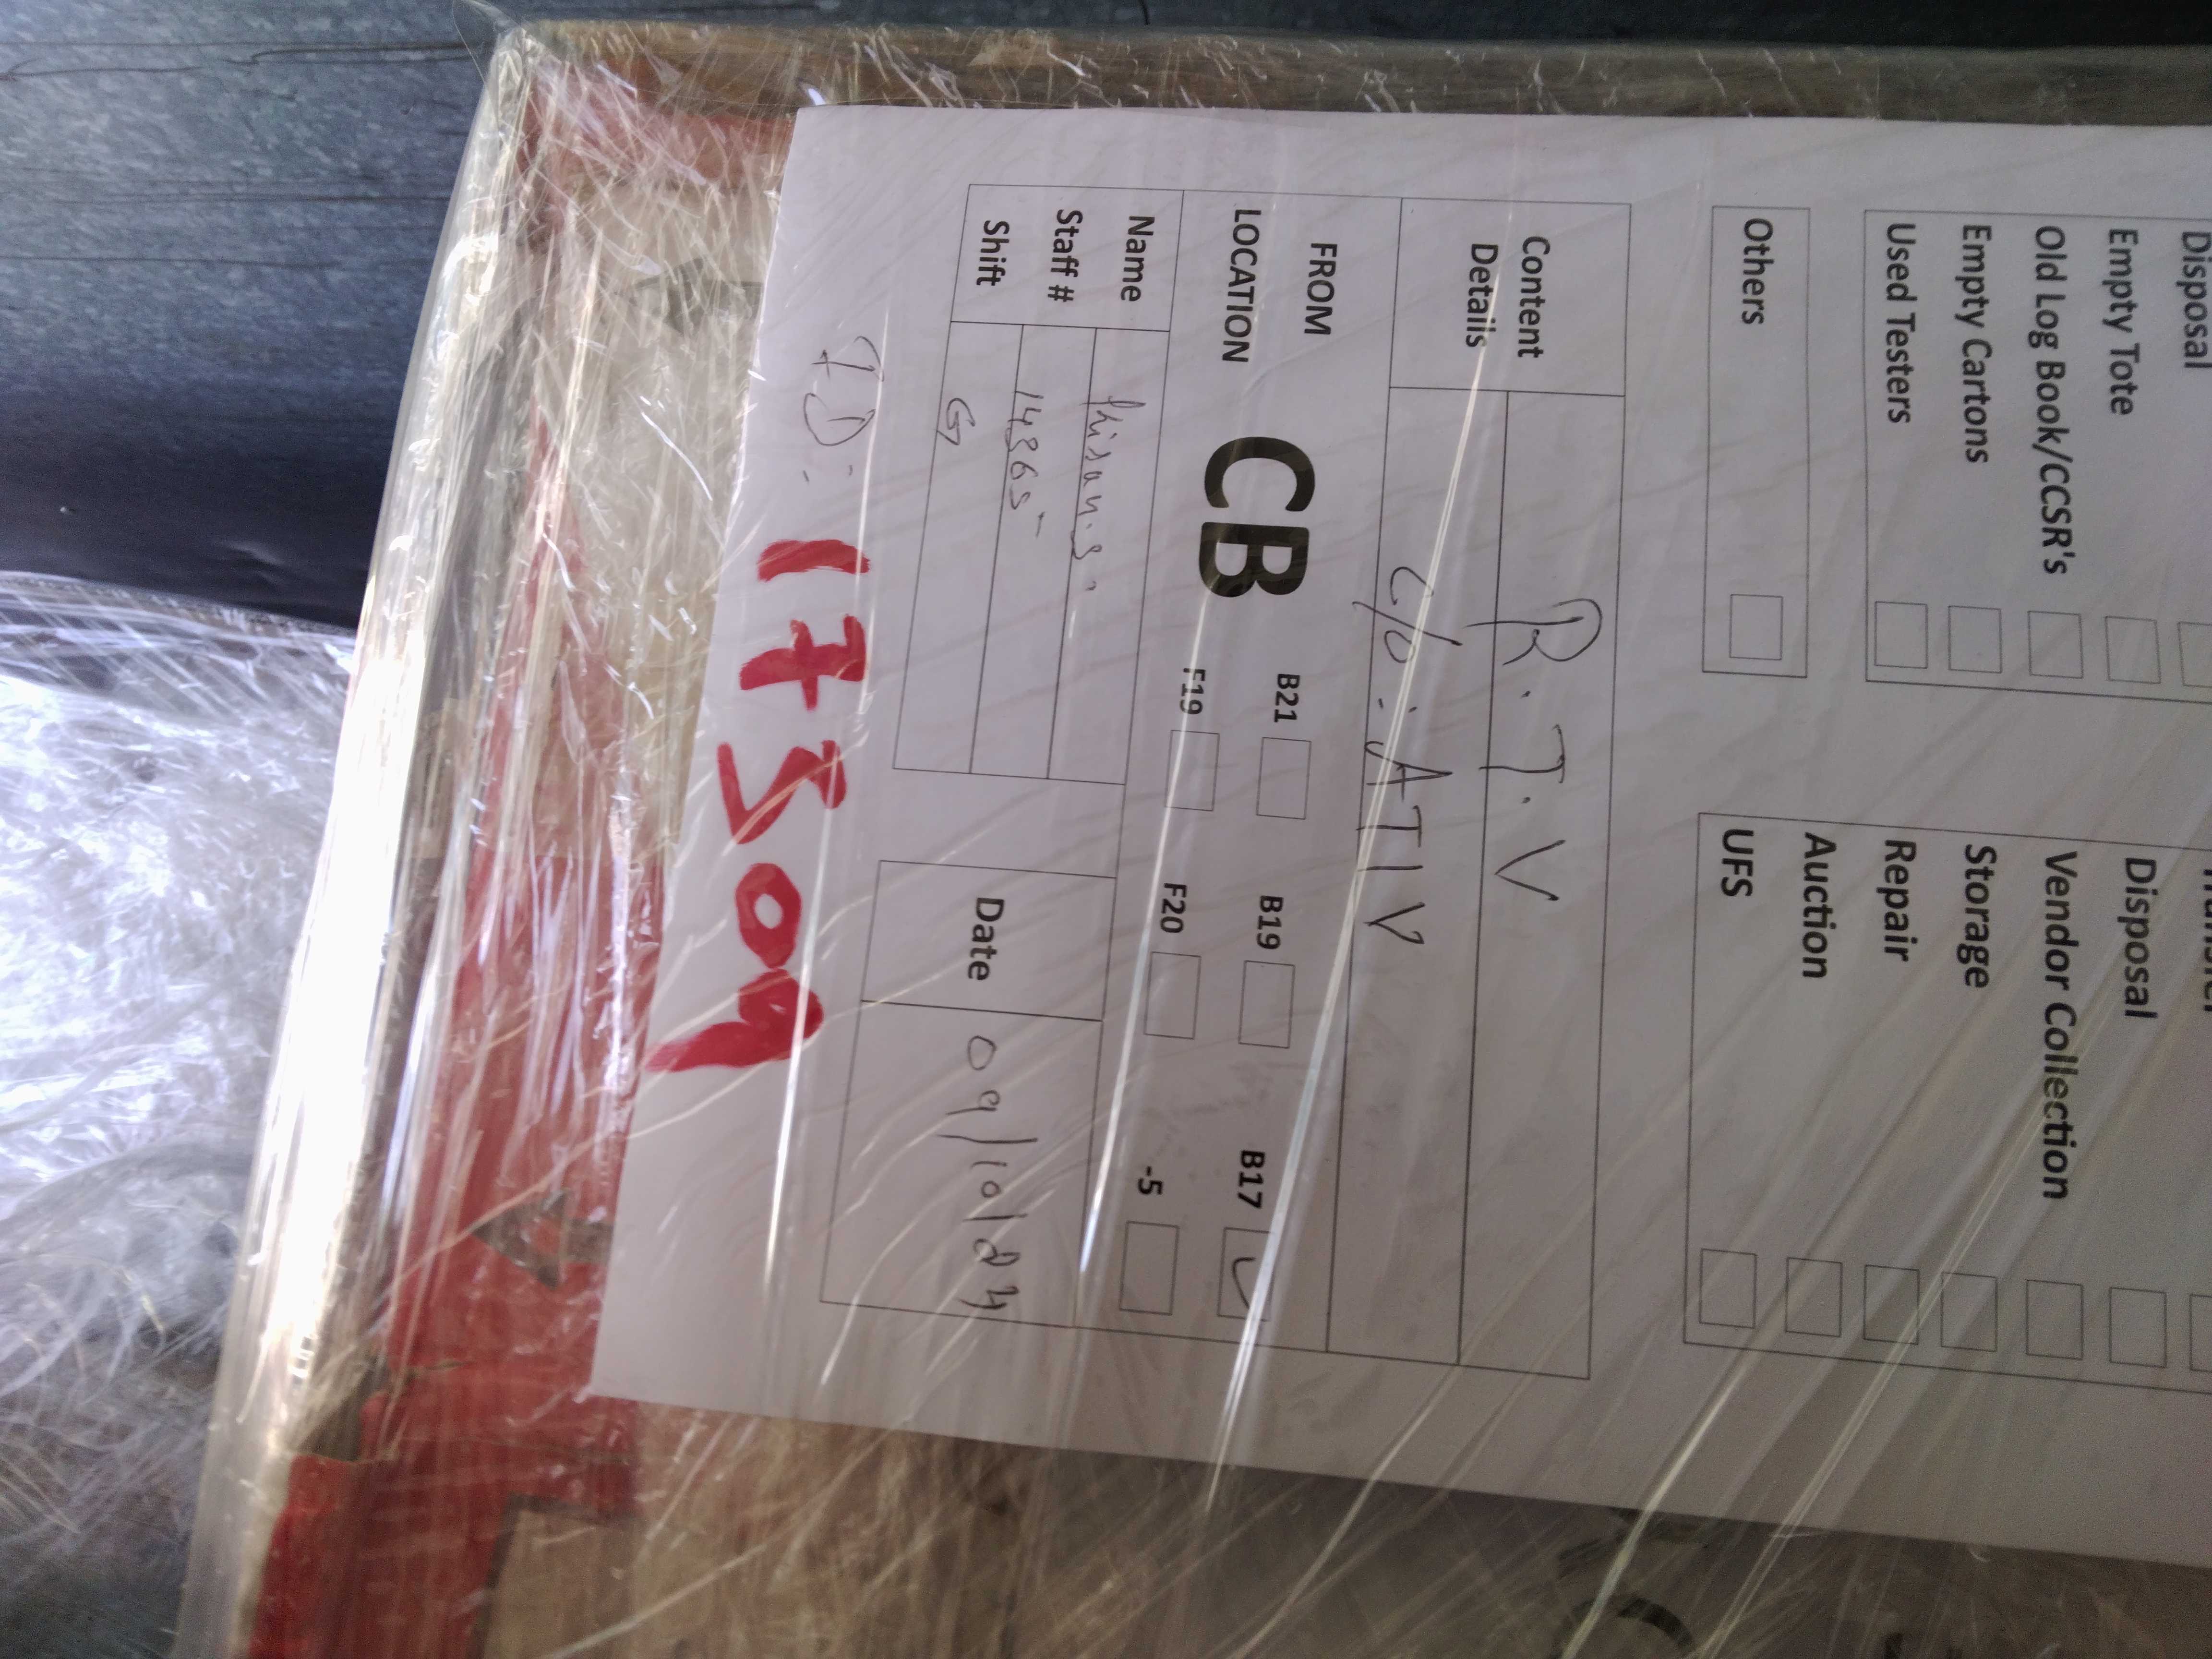 Disposal
Empty Tote
Old Log Book/CCSR's
Empty Cartons
Used Testers
Others
Disposal
Vendor Collection
Storage
Repair
Auction
UFS
Content Details
R.T.V
C/O: ATIV
FROM LOCATION
CB
B21 B19 B17
F19 F20 -5
Name
Staff # 14865
Shift G
Date 09/10/24
ID: 17309